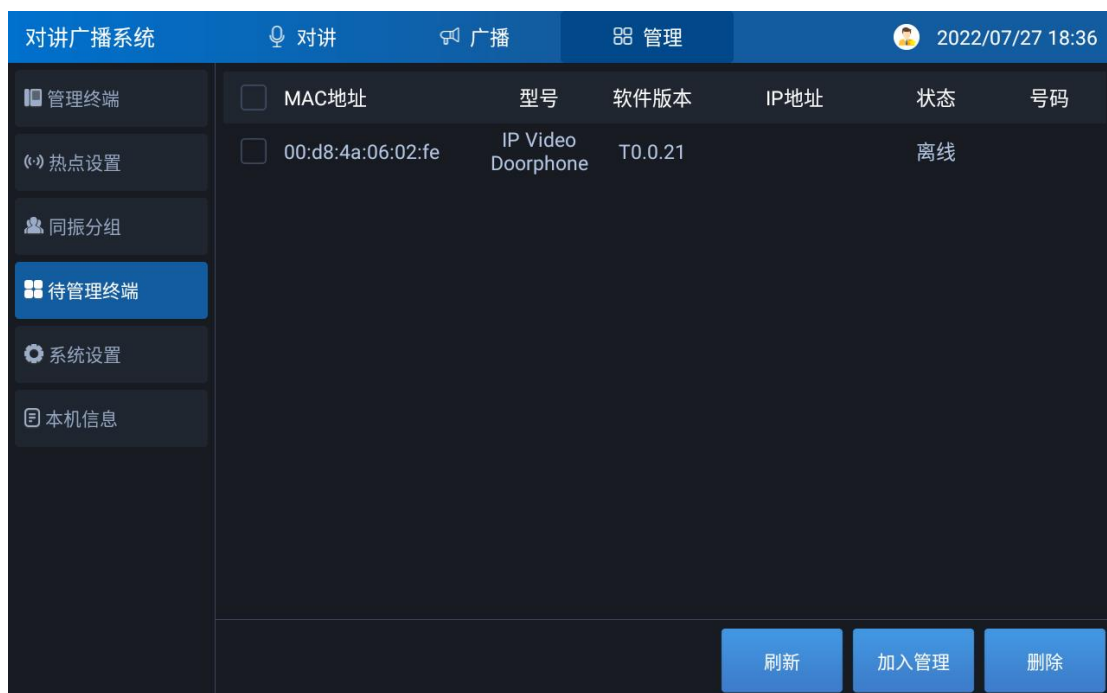 对讲广播系统 对讲 广播 管理 2022/07/27 18:36
管理终端
热点设置
同振分组
待管理终端
系统设置
本机信息
MAC地址 型号 软件版本 IP地址 状态 号码
00:d8:4a:06:02:fe IP Video Doorphone T0.0.21 离线
刷新 加入管理 删除